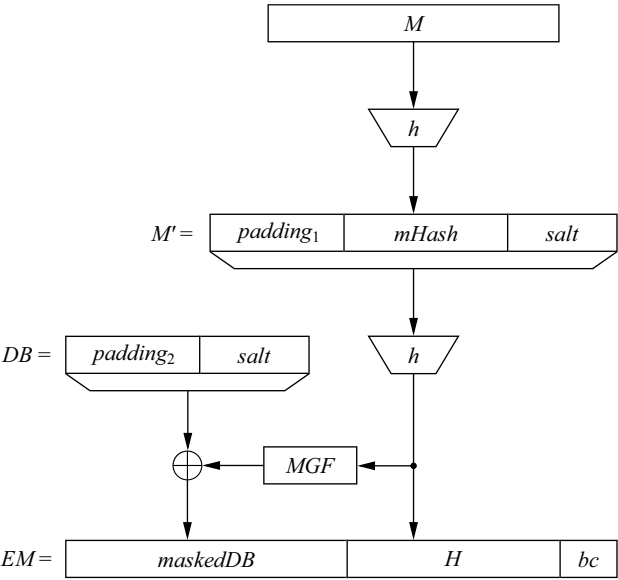 M
h
M' = padding₁ mHash salt
DB = padding₂ salt h
MGF
EM = maskedDB H bc